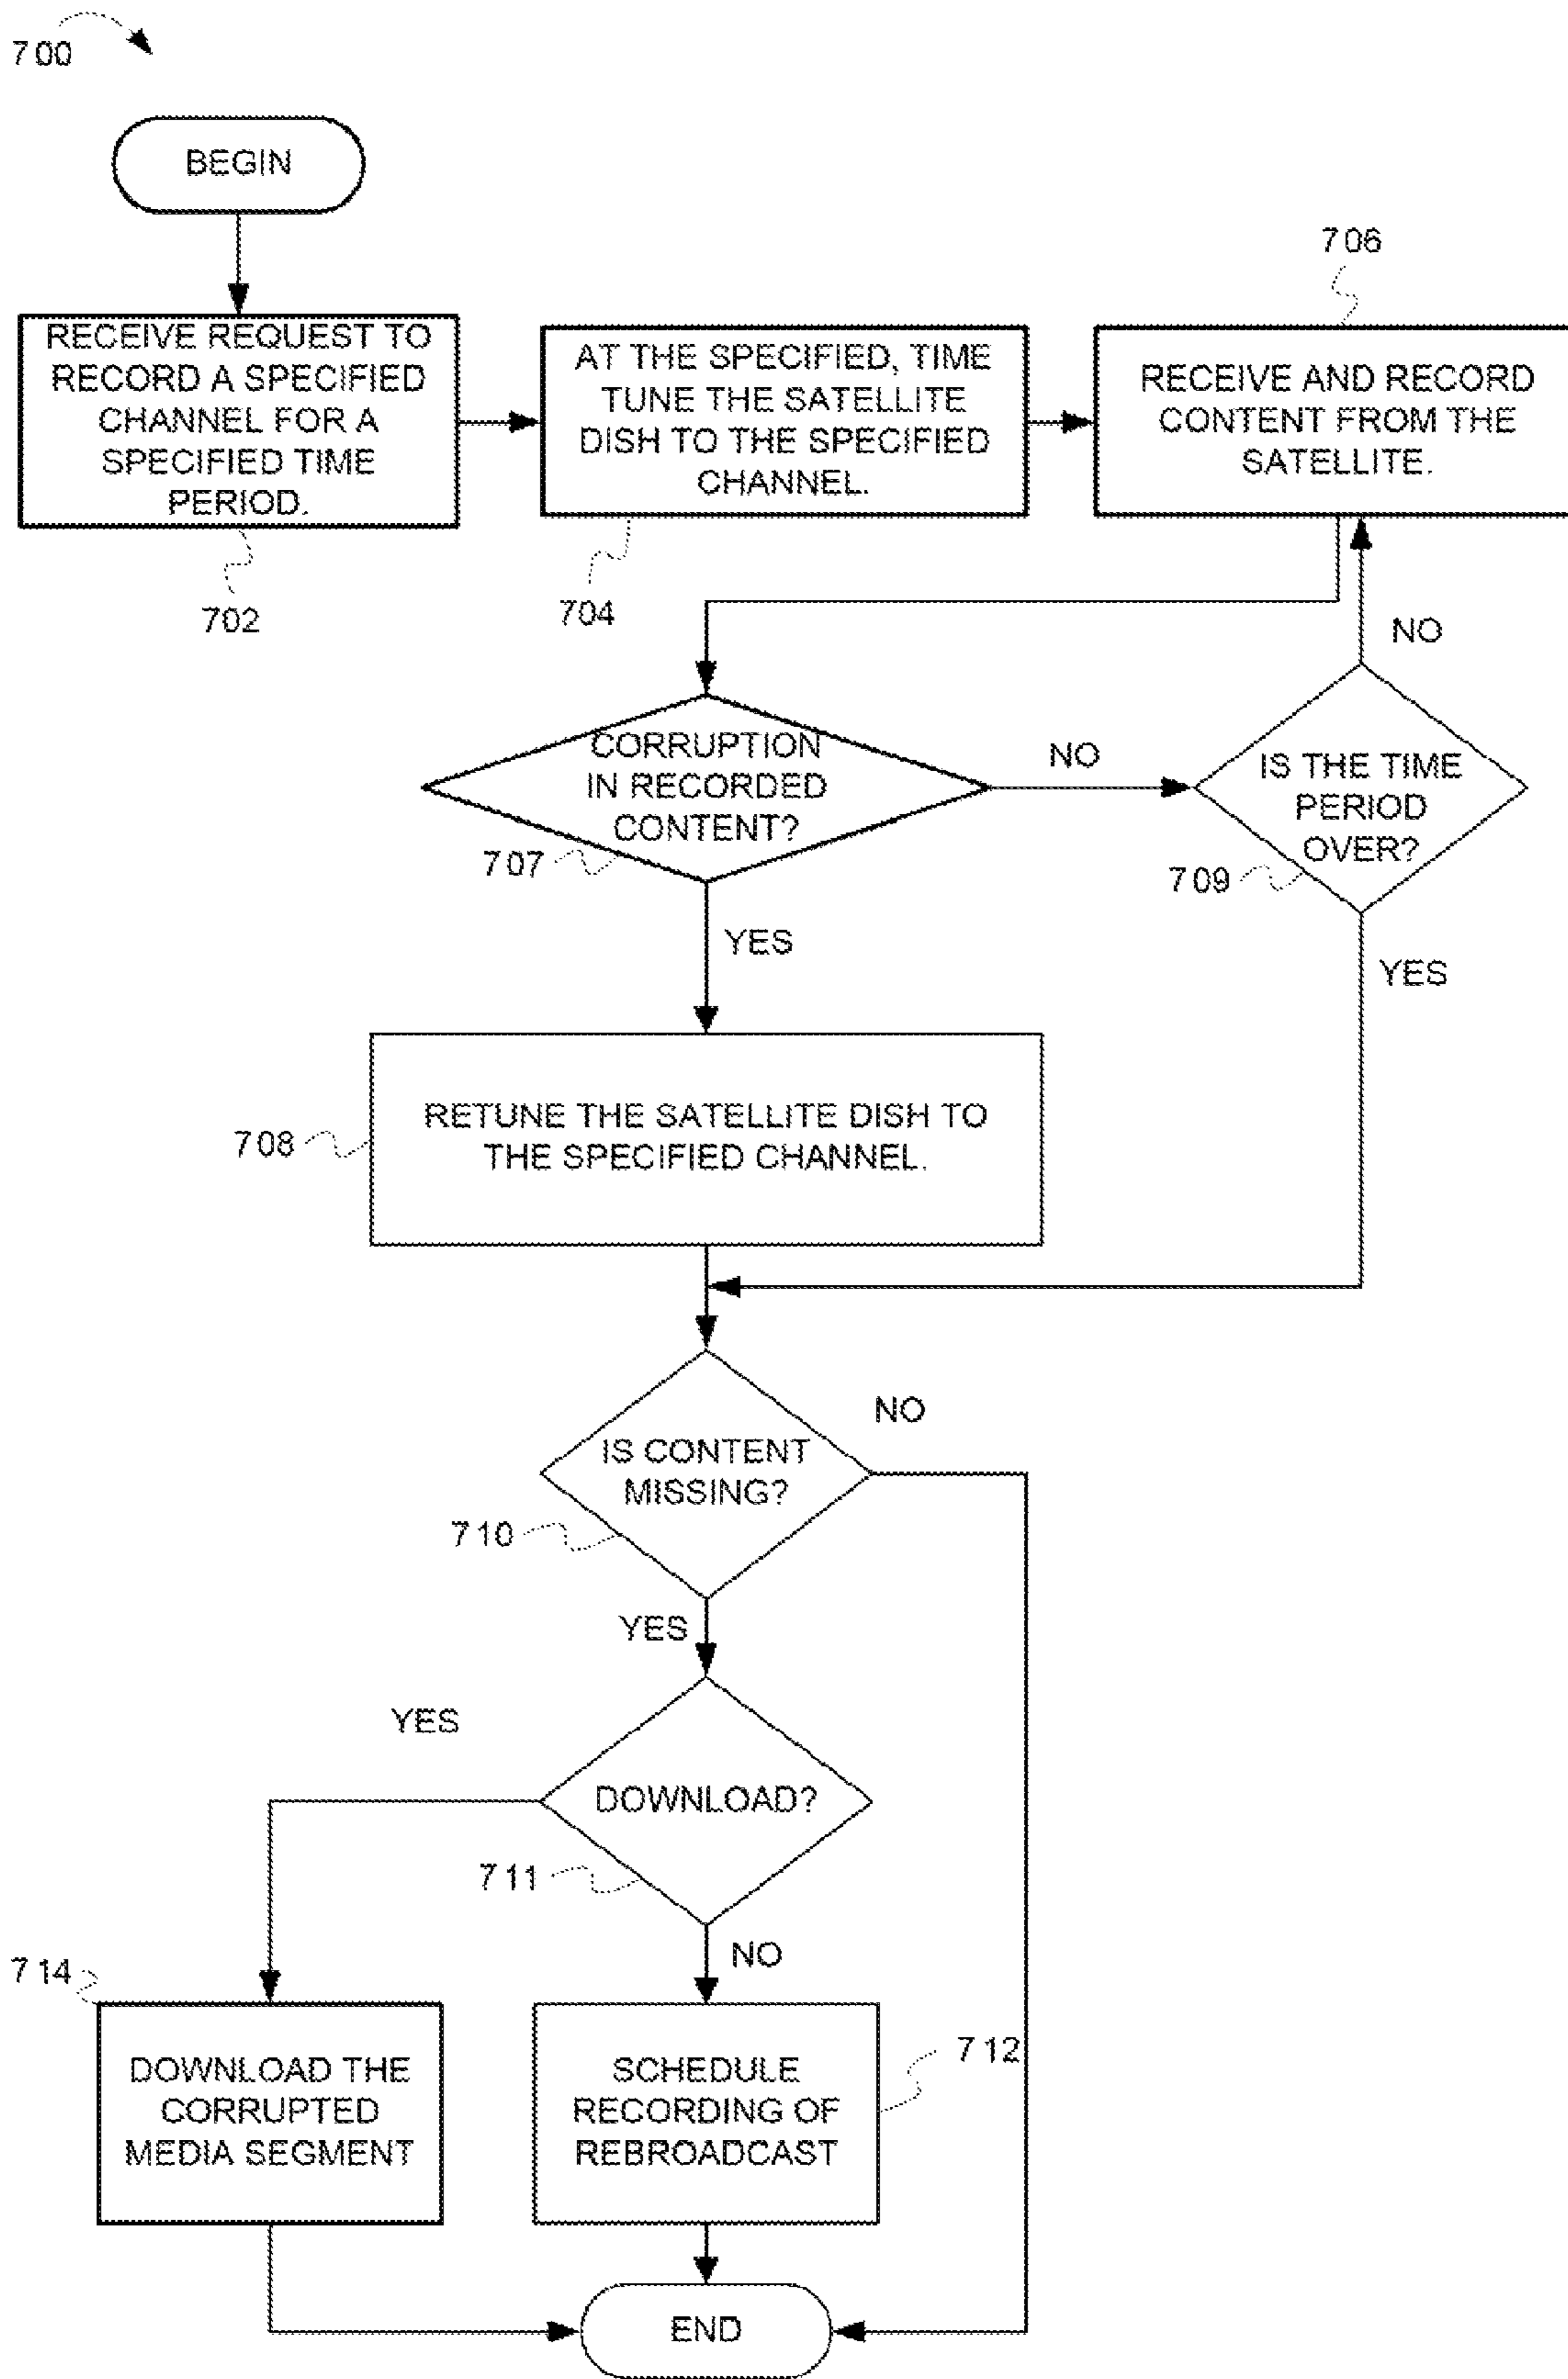 700
BEGIN
706
RECEIVE REQUEST TO
RECORD A SPECIFIED
CHANNEL FOR A
SPECIFIED TIME
PERIOD.
AT THE SPECIFIED, TIME
TUNE THE SATELLITE
DISH TO THE SPECIFIED
CHANNEL.
RECEIVE AND RECORD
CONTENT FROM THE
SATELLITE.
702
704
NO
CORRUPTION
IN RECORDED
CONTENT?
NO
IS THE TIME
PERIOD
OVER?
707
709
YES
YES
RETUNE THE SATELLITE DISH TO
THE SPECIFIED CHANNEL.
708
NO
IS CONTENT
MISSING?
710
YES
YES
DOWNLOAD?
711
NO
714
DOWNLOAD THE
CORRUPTED
MEDIA SEGMENT
SCHEDULE
RECORDING OF
REBROADCAST
712
END